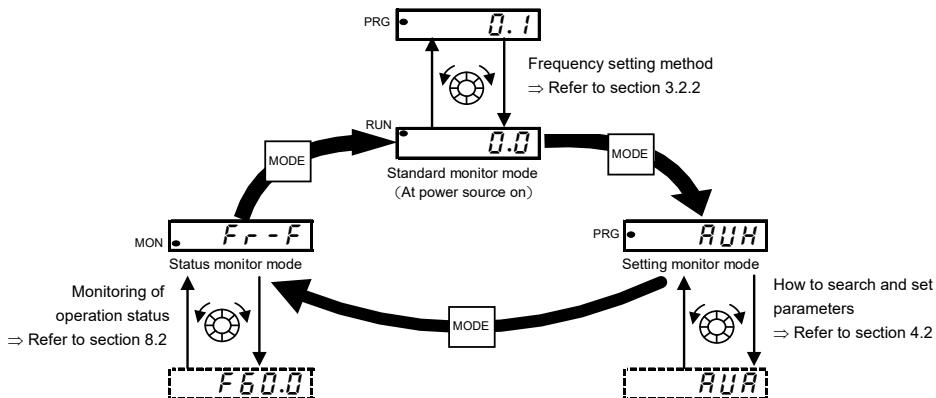 PRG
0.1
Frequency setting method
⇒ Refer to section 3.2.2
RUN
0.0
MODE
MODE
Standard monitor mode
(At power source on)
MON
Fr-F
PRG
AUH
Status monitor mode
Setting monitor mode
Monitoring of
operation status
⇒ Refer to section 8.2
How to search and set
parameters
⇒ Refer to section 4.2
MODE
F60.0
AUA